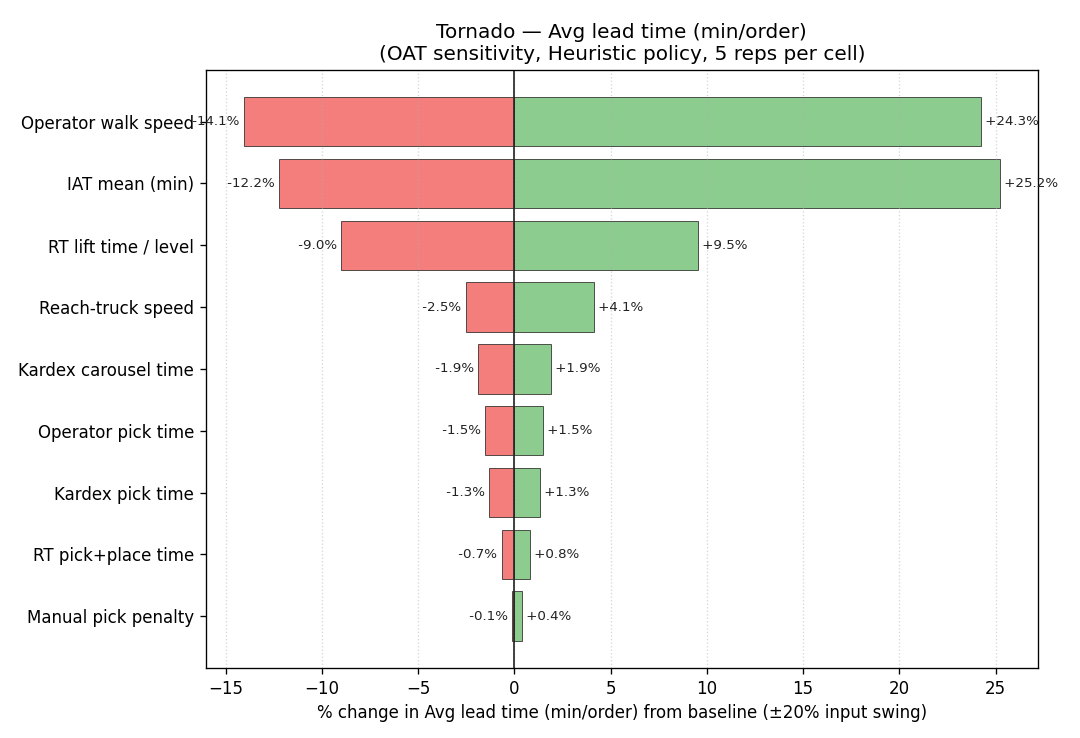 Tornado — Avg lead time (min/order)
(OAT sensitivity, Heuristic policy, 5 reps per cell)
Operator walk speed -14.1% +24.3%
IAT mean (min) -12.2% +25.2%
RT lift time / level -9.0% +9.5%
Reach-truck speed -2.5% +4.1%
Kardex carousel time -1.9% +1.9%
Operator pick time -1.5% +1.5%
Kardex pick time -1.3% +1.3%
RT pick+place time -0.7% +0.8%
Manual pick penalty -0.1% +0.4%
−15 −10 −5 0 5 10 15 20 25
% change in Avg lead time (min/order) from baseline (±20% input swing)